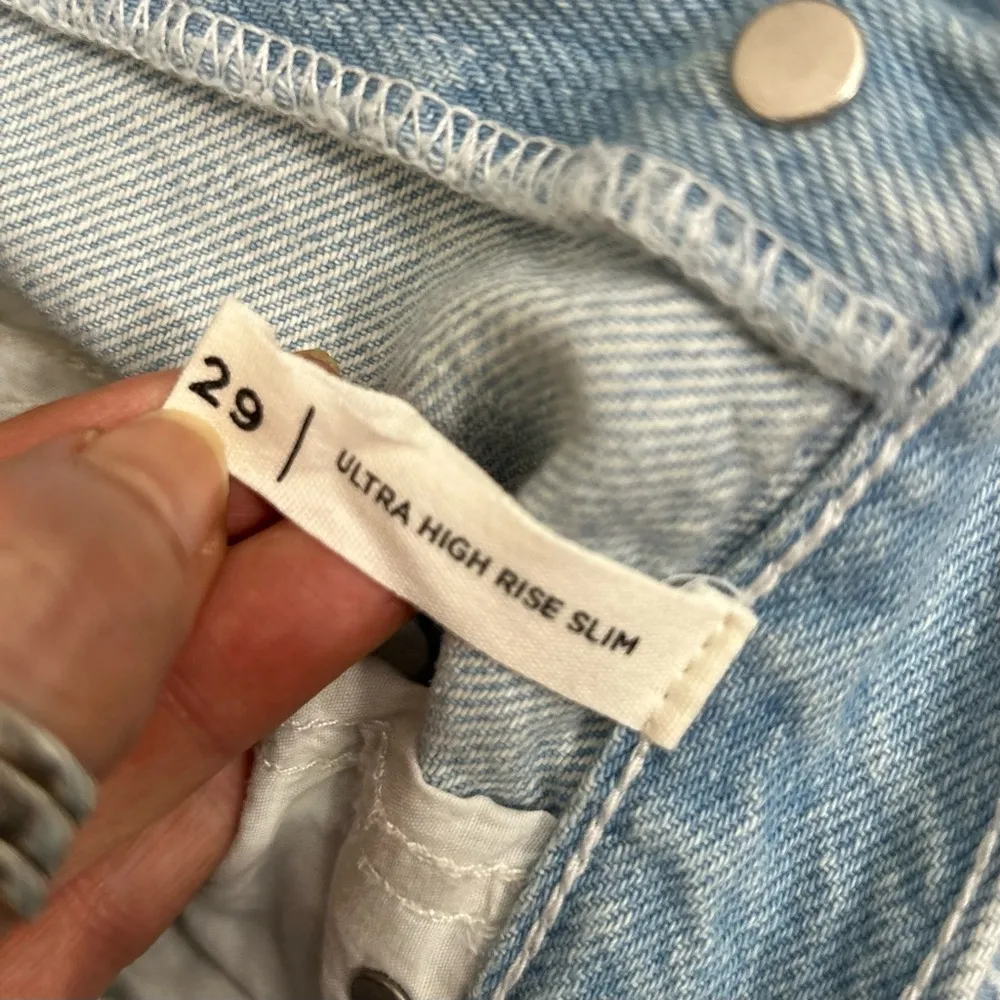 29 | ULTRA HIGH RISE SLIM